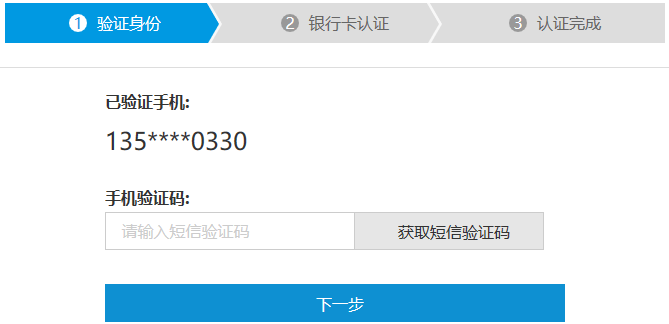 1 验证身份 2 银行卡认证 3 认证完成
已验证手机:
135****0330
手机验证码:
请输入短信验证码 获取短信验证码
下一步